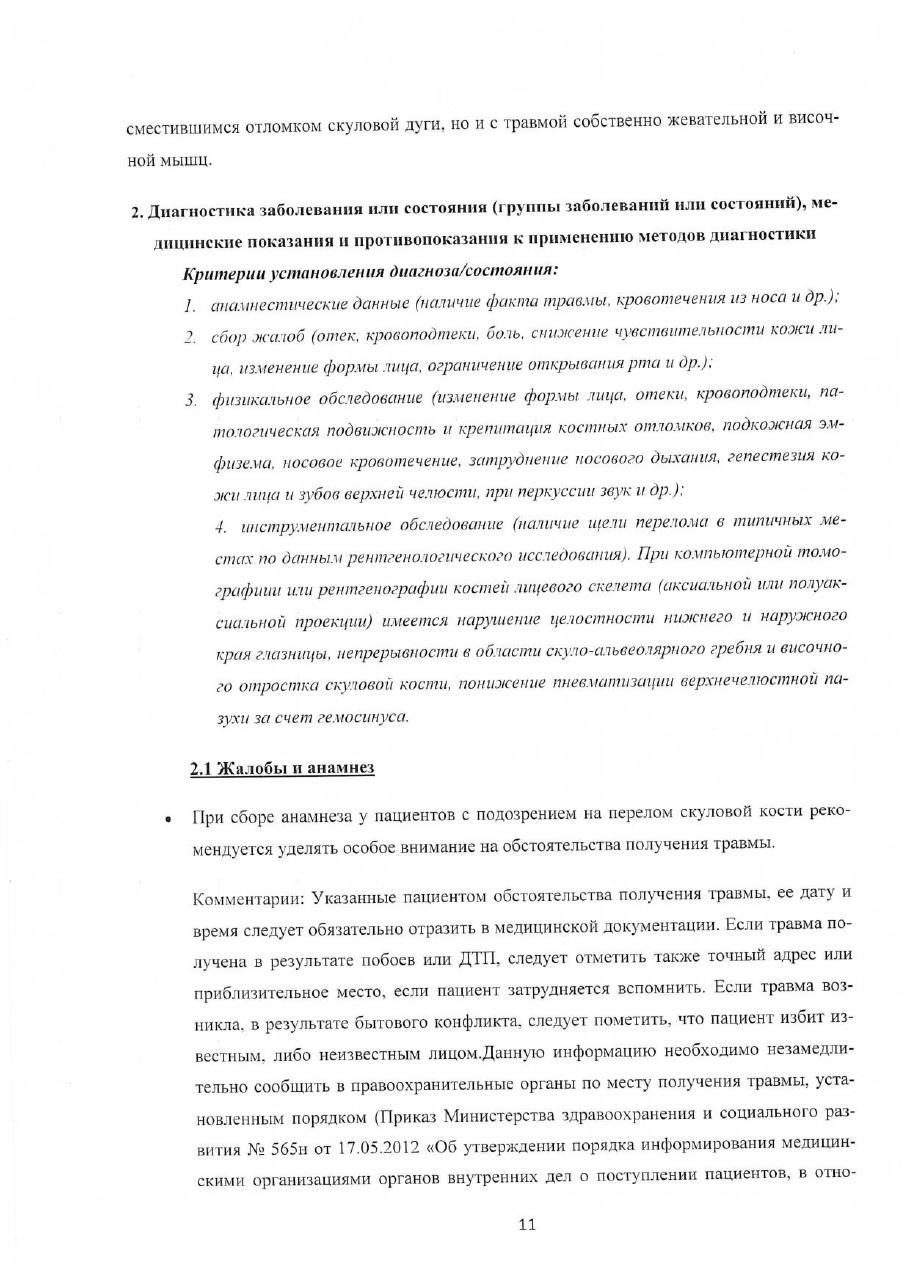 сместившимся отломком скуловой дуги, но и с травмой собственно жевательной и височ-
ной мышц.
2. Диагностика заболевания или состояния (группы заболеваний или состояний), ме-
дицинские показания и противопоказания к применению методов диагностики
Критерии установления диагноза/состояния:
1. анамнестические данные (наличие факта травмы, кровотечения из носа и др.);
2. сбор жалоб (отек, кровоподтеки, боль, снижение чувствительности кожи ли-
ца, изменение формы лица, ограничение открывания рта и др.);
3. физикальное обследование (изменение формы лица, отеки, кровоподтеки, па-
тологическая подвижность и крепитация костных отломков, подкожная эм-
физема, носовое кровотечение, затруднение носового дыхания, гепестезия ко-
жи лица и зубов верхней челюсти, при перкуссии звук и др.);
4. инструментальное обследование (наличие щели перелома в типичных ме-
стах по данным рентгенологического исследования). При компьютерной томо-
графиии или рентгенографии костей лицевого скелета (аксиальной или полуак-
сиальной проекции) имеется нарушение целостности нижнего и наружного
края глазницы, непрерывности в области скуло-альвеолярного гребня и височно-
го отростка скуловой кости, понижение пневматизации верхнечелюстной па-
зухи за счет гемосинуса.
2.1 Жалобы и анамнез
• При сборе анамнеза у пациентов с подозрением на перелом скуловой кости реко-
мендуется уделять особое внимание на обстоятельства получения травмы.
Комментарии: Указанные пациентом обстоятельства получения травмы, ее дату и
время следует обязательно отразить в медицинской документации. Если травма по-
лучена в результате побоев или ДТП, следует отметить также точный адрес или
приблизительное место, если пациент затрудняется вспомнить. Если травма воз-
никла, в результате бытового конфликта, следует пометить, что пациент избит из-
вестным, либо неизвестным лицом.Данную информацию необходимо незамедли-
тельно сообщить в правоохранительные органы по месту получения травмы, уста-
новленным порядком (Приказ Министерства здравоохранения и социального раз-
вития № 565н от 17.05.2012 «Об утверждении порядка информирования медицин-
скими организациями органов внутренних дел о поступлении пациентов, в отно-
11